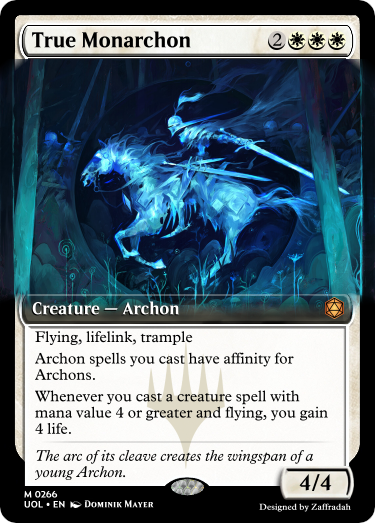 True Monarchon 2
Creature — Archon
Flying, lifelink, trample
Archon spells you cast have affinity for
Archons.
Whenever you cast a creature spell with
mana value 4 or greater and flying, you gain
4 life.
The arc of its cleave creates the wingspan of a
young Archon.
4/4
M 0266
UOL • EN Dominik Mayer
Designed by Zaffradah